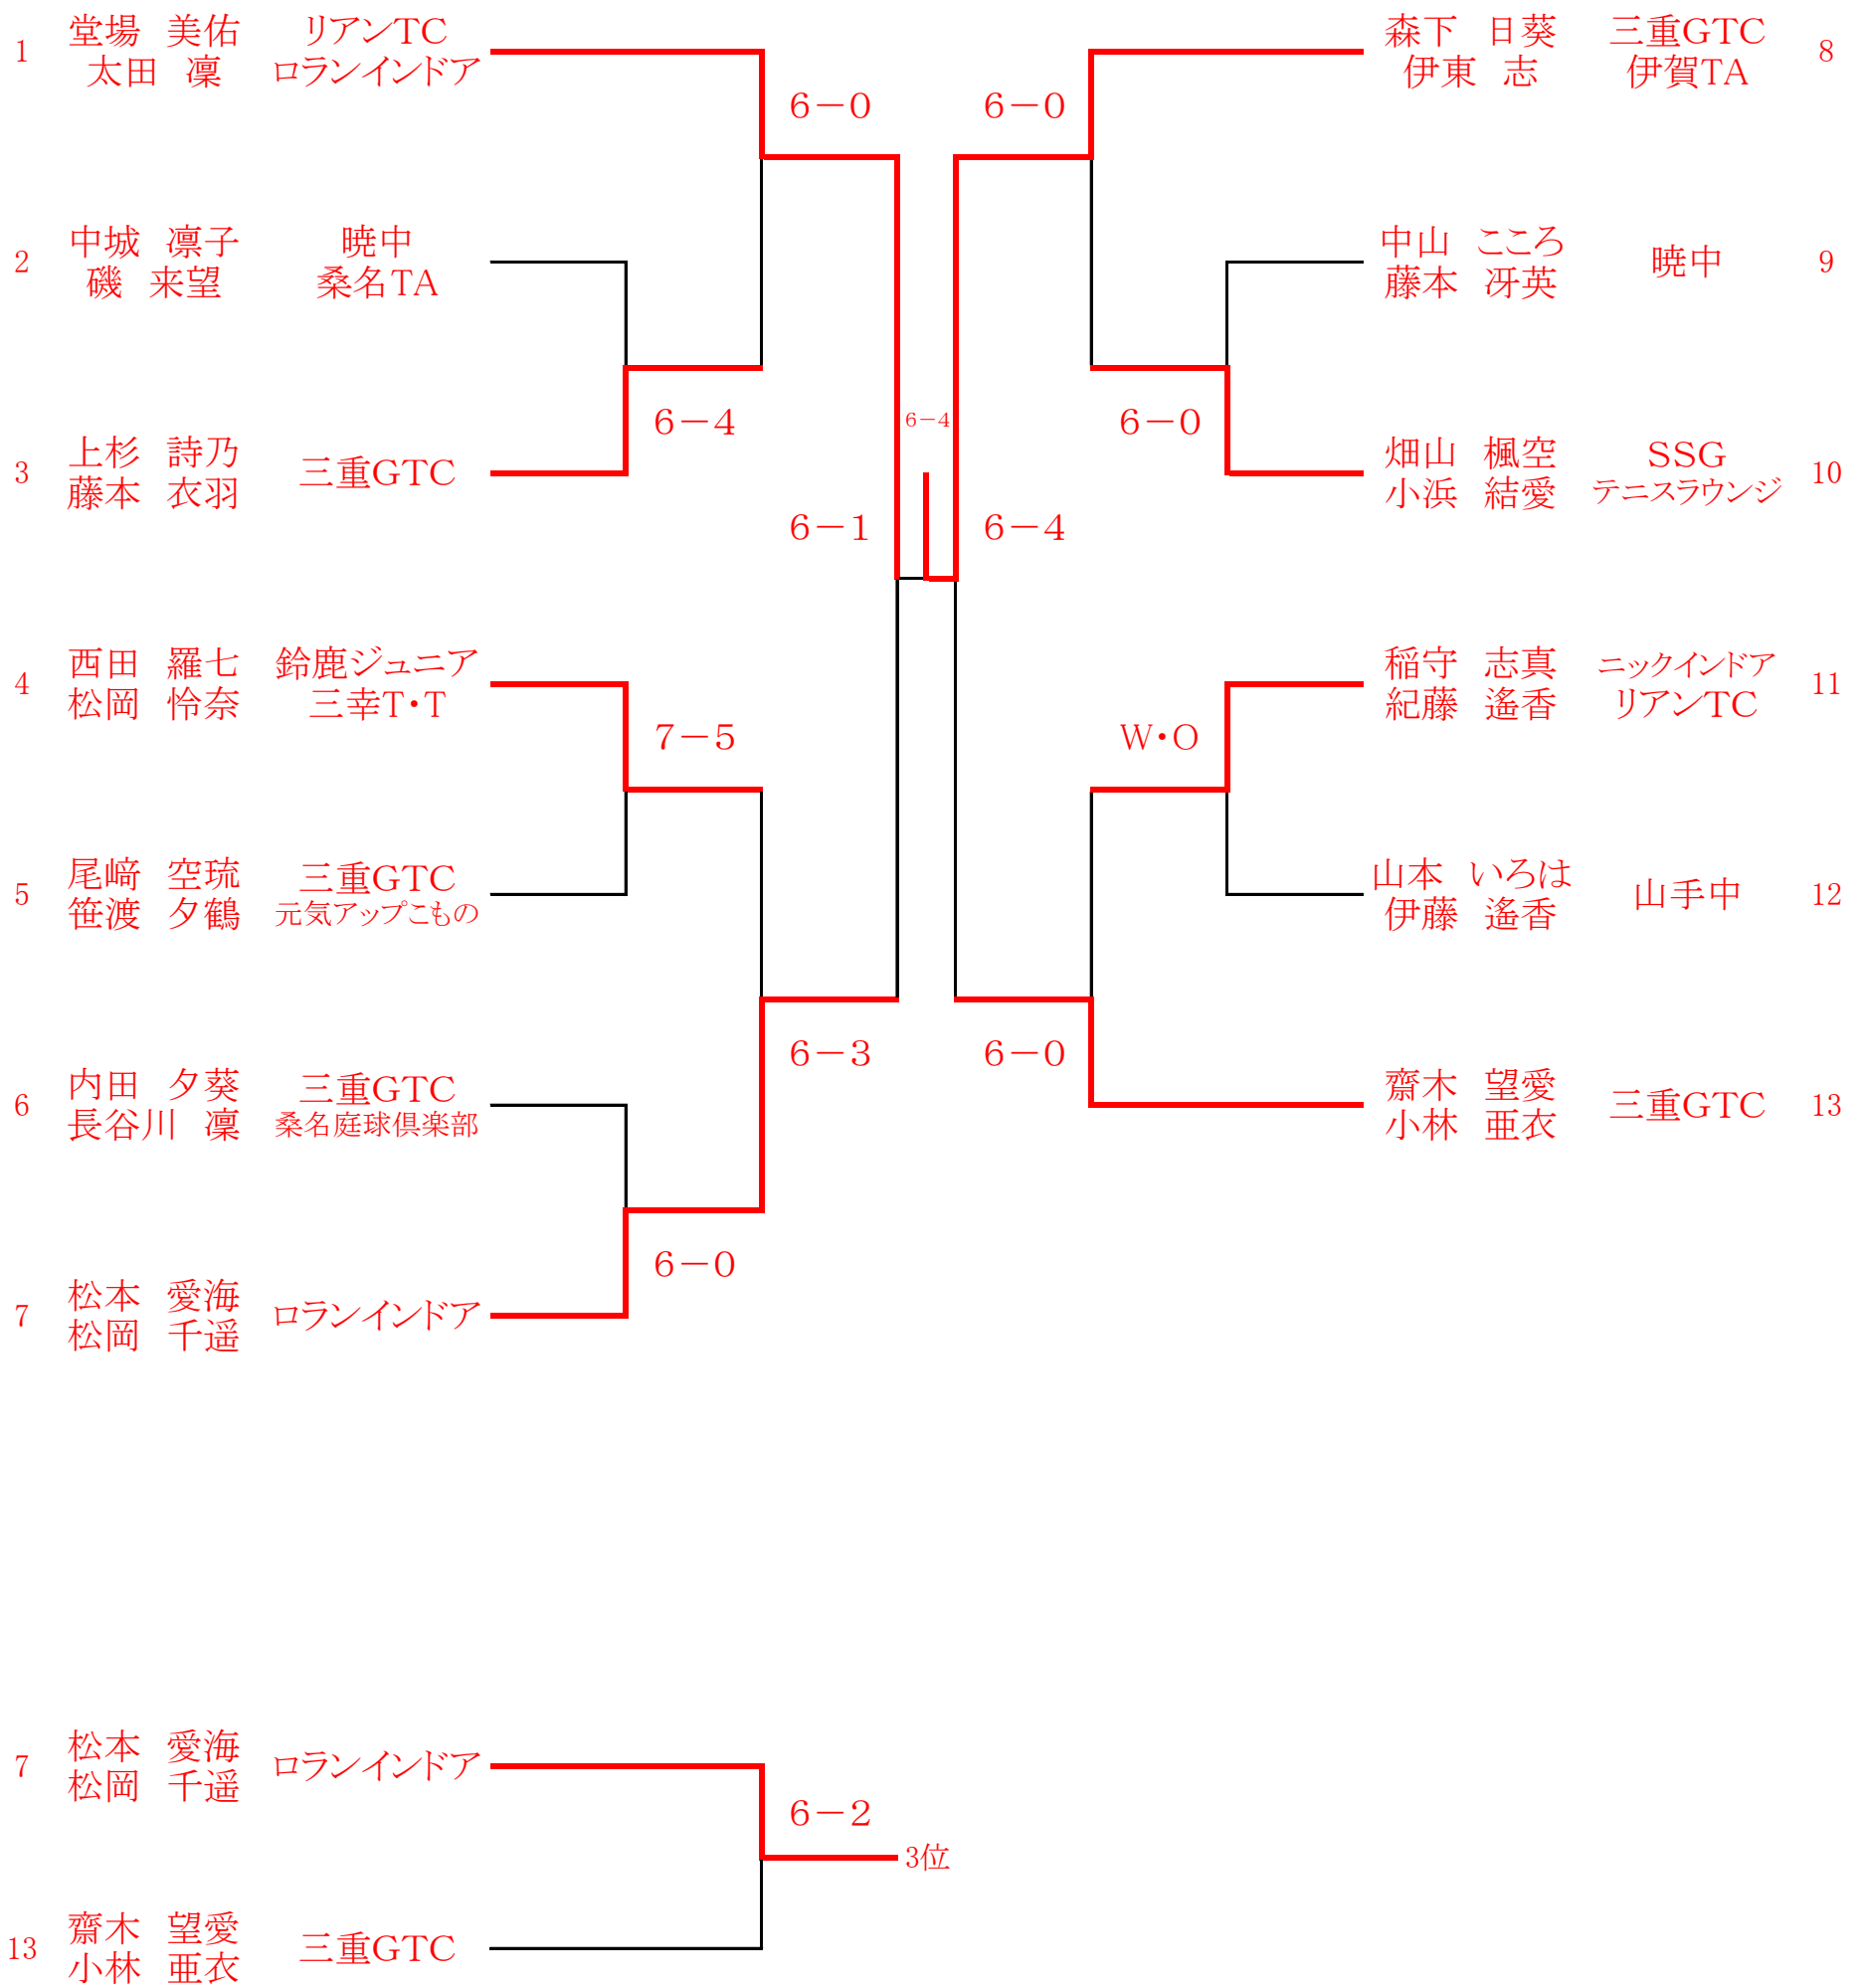 1 堂場 美佑 リアンTC
太田 凜 ロランインドア
6－0
2 中城 凛子 暁中
磯 来望 桑名TA
3 上杉 詩乃 三重GTC
藤本 衣羽
6－4
6－1
4 西田 羅七 鈴鹿ジュニア
松岡 怜奈 三幸T・T
7－5
5 尾﨑 空琉 三重GTC
笹渡 夕鶴 元気アップこもの
6 内田 夕葵 三重GTC
長谷川 凜 桑名庭球倶楽部
6－3
7 松本 愛海 ロランインドア
松岡 千遥
6－0
6－4
森下 日葵 三重GTC 8
伊東 志 伊賀TA
6－0
中山 こころ 暁中 9
藤本 冴英
6－0
畑山 楓空 SSG 10
小浜 結愛 テニスラウンジ
6－4
稲守 志真 ニックインドア 11
紀藤 遙香 リアンTC
W・O
山本 いろは 山手中 12
伊藤 遙香
6－0
齋木 望愛 三重GTC 13
小林 亜衣
7 松本 愛海 ロランインドア
松岡 千遥
6－2
3位
13 齋木 望愛 三重GTC
小林 亜衣